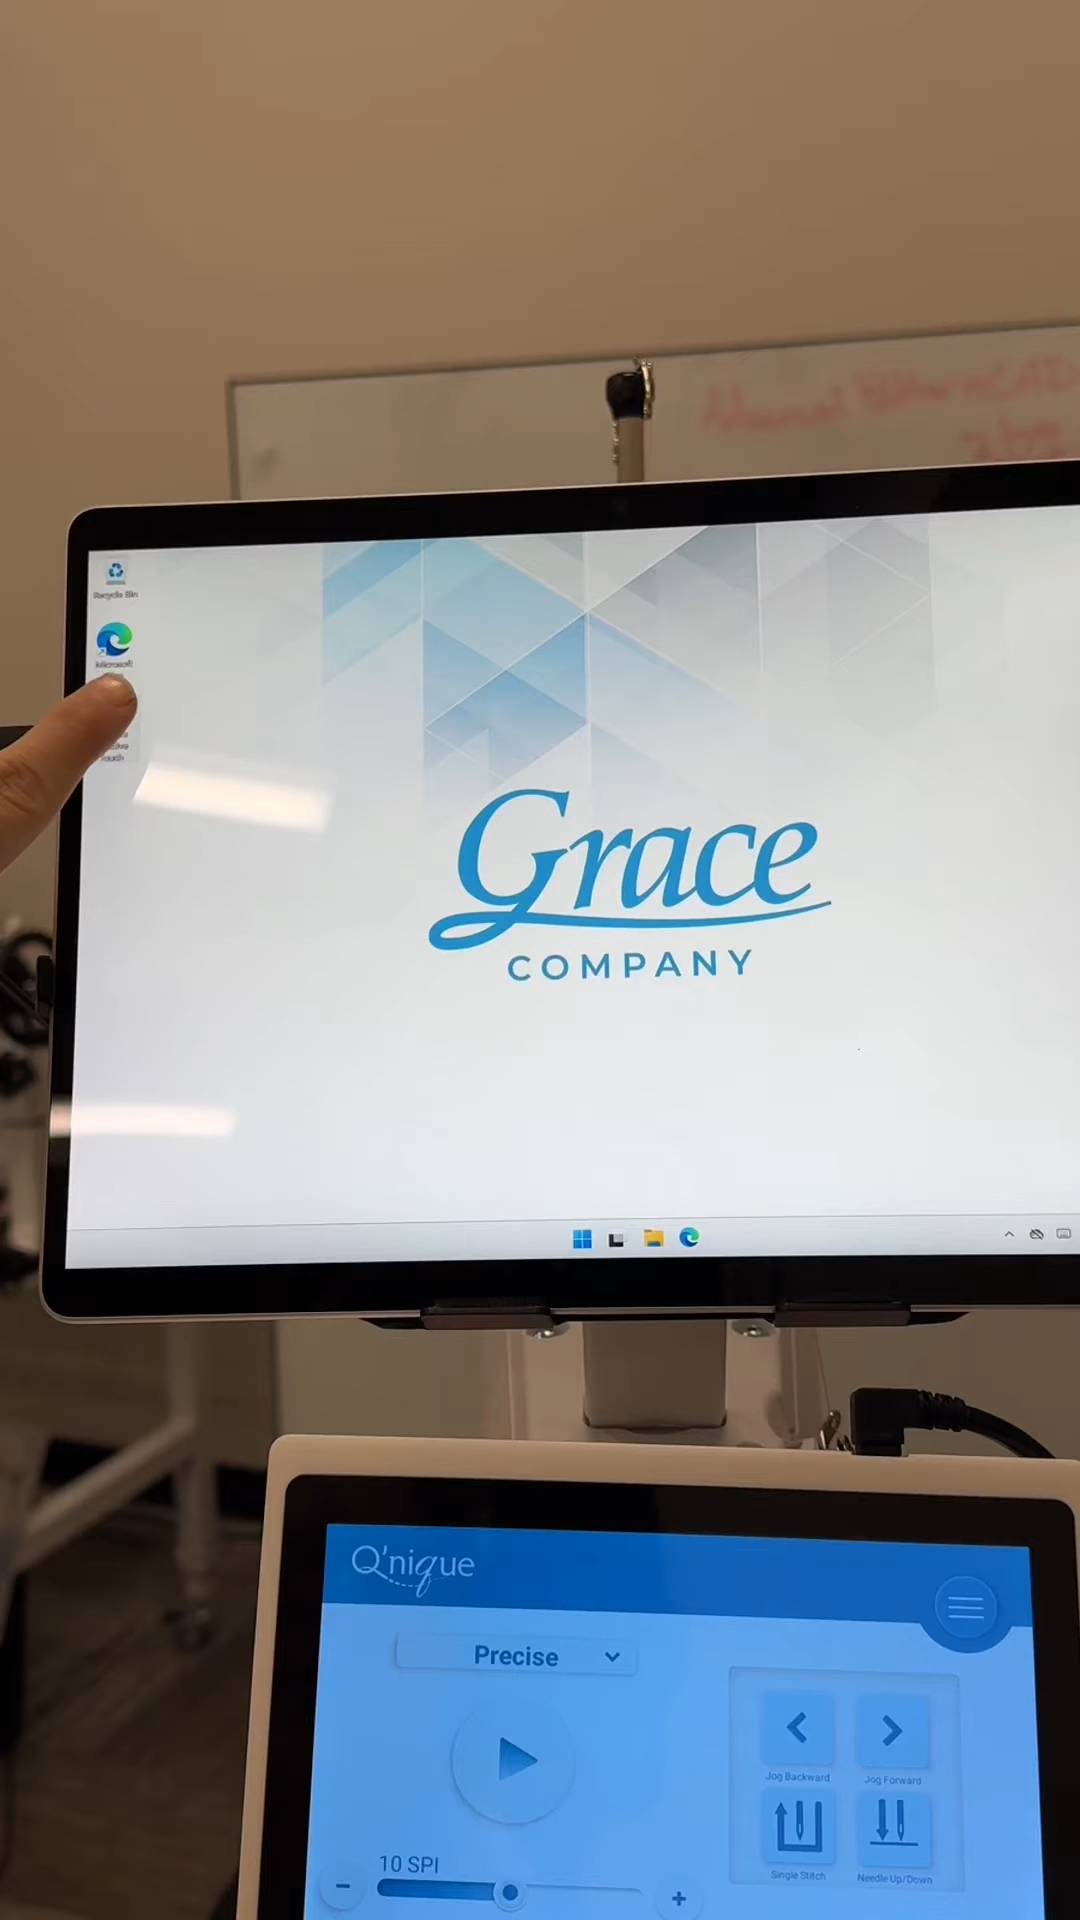 Recycle Bin
Microsoft
Grace
COMPANY
Q'nique
Precise
Jog Backward
Jog Forward
10 SPI
Single Stitch
Needle Up/Down